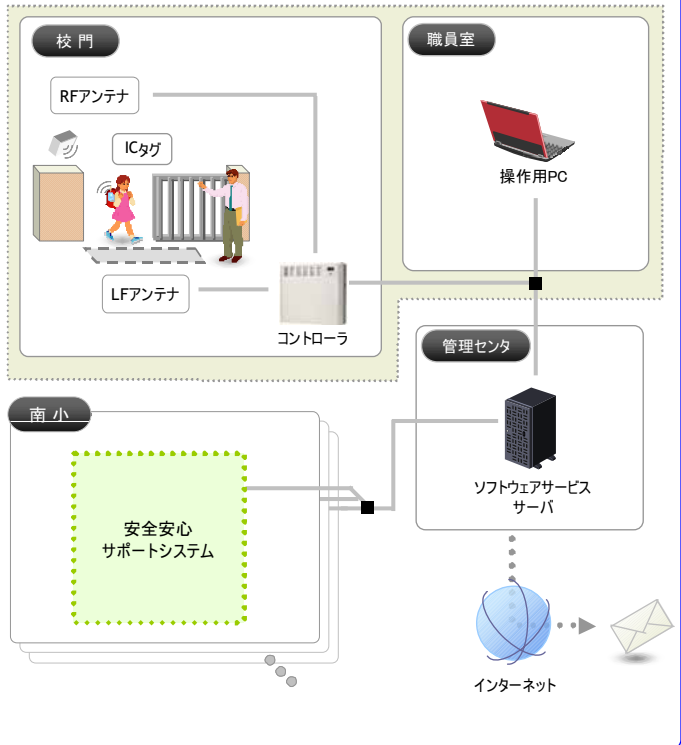 校門
職員室
RFアンテナ
ICタグ
操作用PC
LFアンテナ
コントローラ
管理センタ
南小
ソフトウェアサービス
サーバ
安全安心
サポートシステム
インターネット